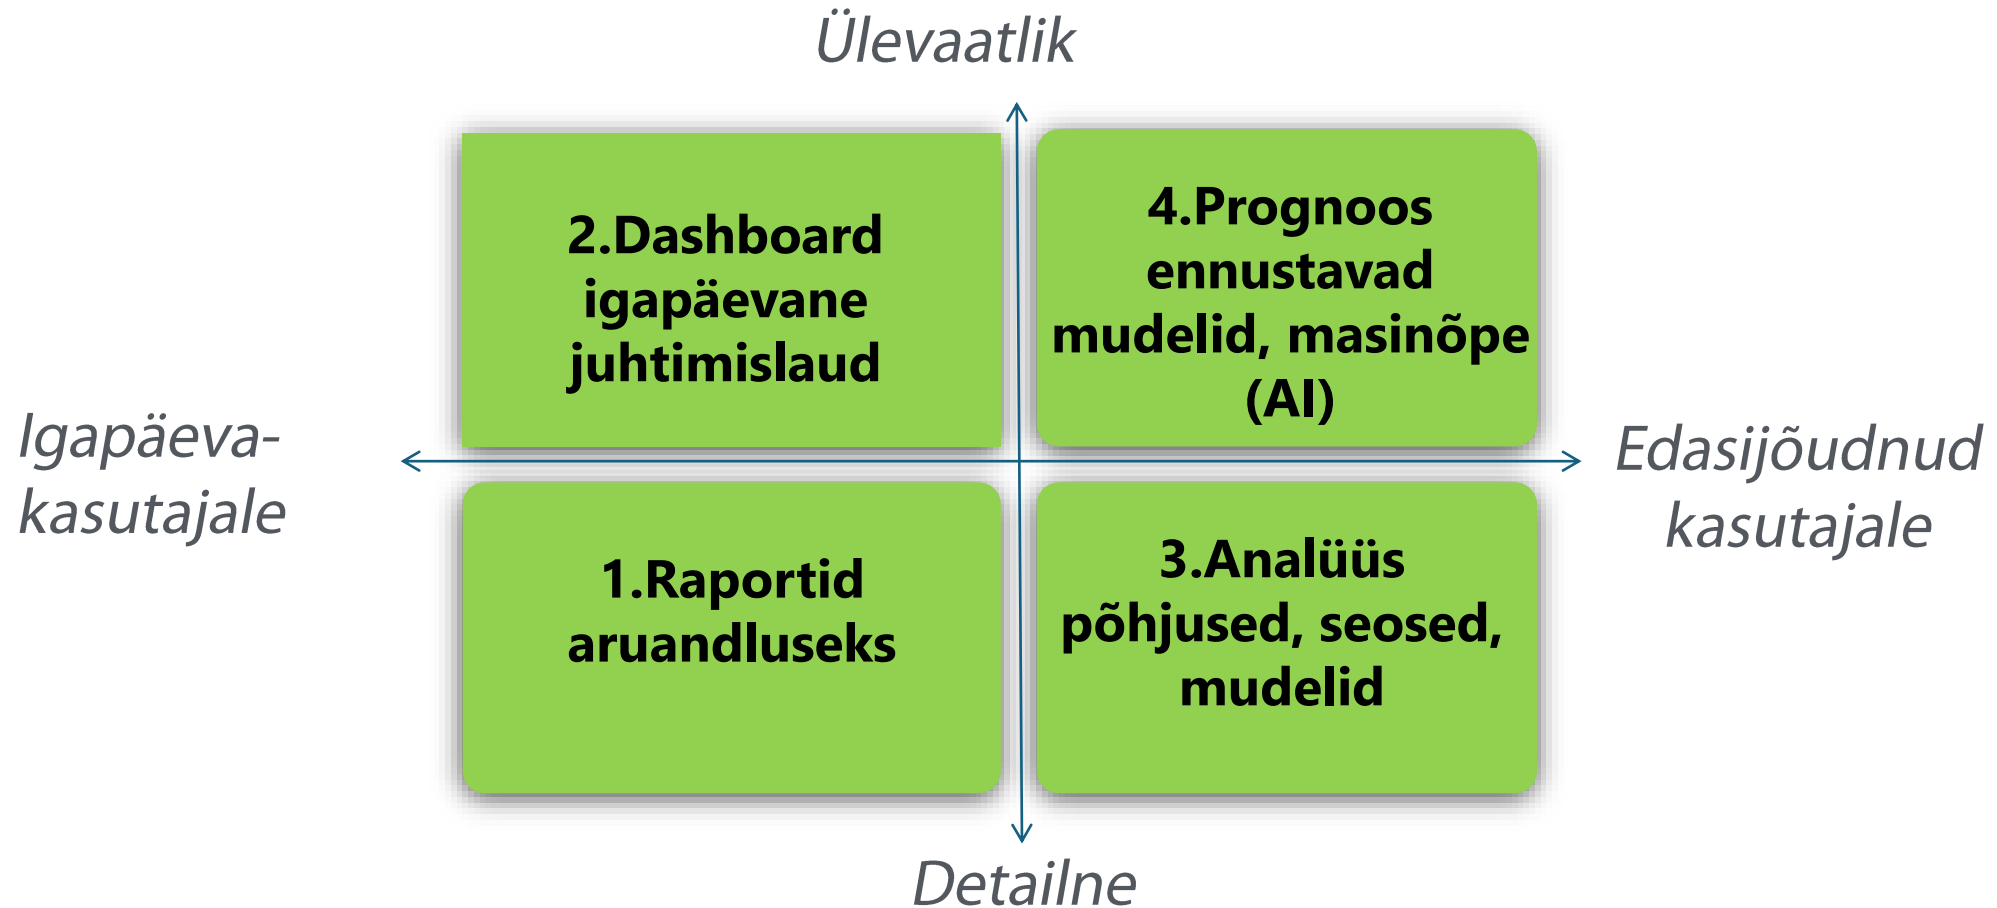 Ülevaatlik
2.Dashboard
igapäevane
juhtimislaud
4.Prognoos
ennustavad
mudelid, masinõpe
(AI)
Igapäeva-
kasutajale
Edasijõudnud
kasutajale
1.Raportid
aruandluseks
3.Analüüs
põhjused, seosed,
mudelid
Detailne